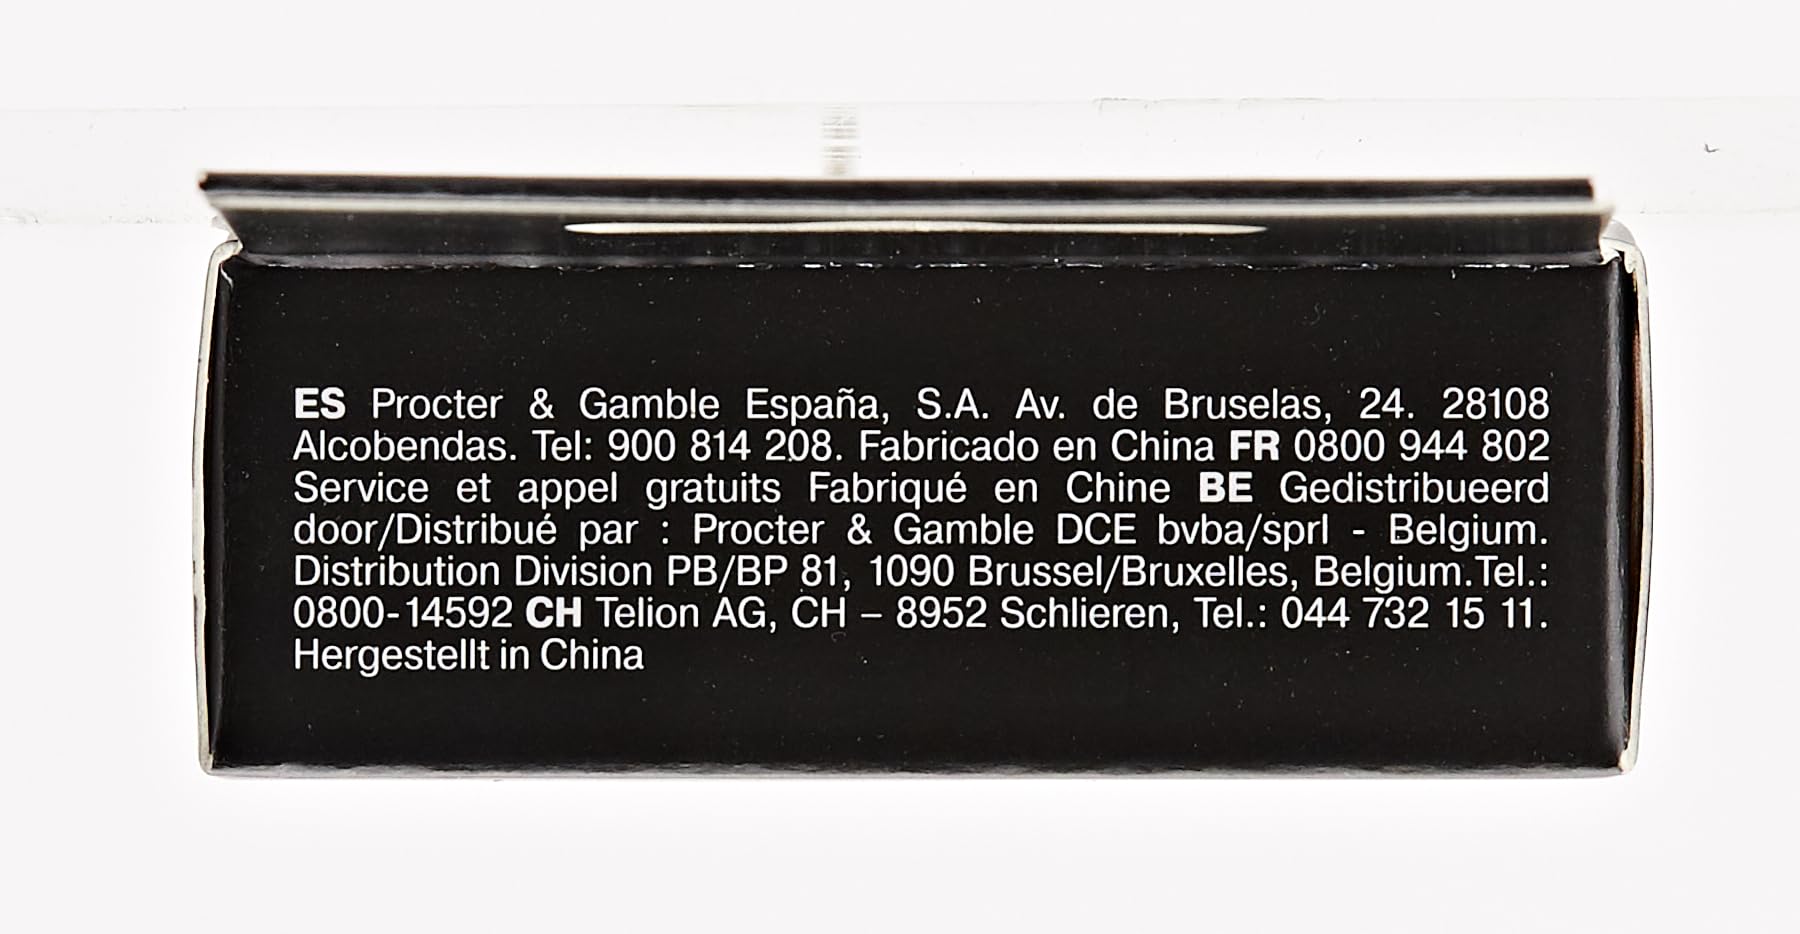 ES Procter & Gamble España, S.A. Av. de Bruselas, 24. 28108
Alcobendas. Tel: 900 814 208. Fabricado en China FR 0800 944 802
Service et appel gratuits Fabriqué en Chine BE Gedistribueerd
door/Distribué par : Procter & Gamble DCE bvba/sprl - Belgium.
Distribution Division PB/BP 81, 1090 Brussel/Bruxelles, Belgium.Tel.:
0800-14592 CH Telion AG, CH – 8952 Schlieren, Tel.: 044 732 15 11.
Hergestellt in China